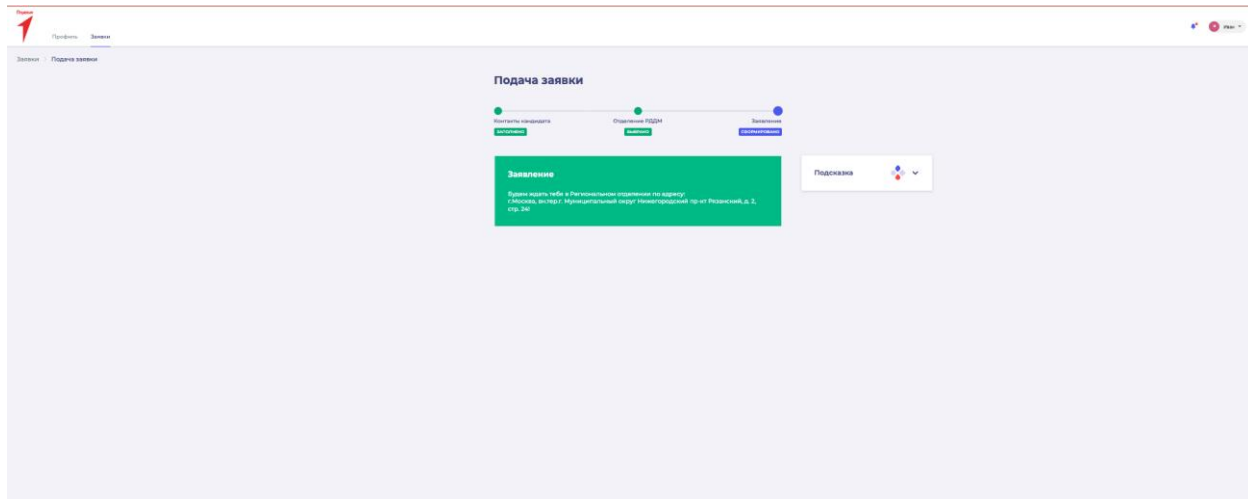 Профиль
Заявки
Иван
Заявки / Подача заявки
Подача заявки
Контакты кандидата
Отделение РДДМ
Заявление
ЗАПОЛНЕНО
ВЫБРАНО
СФОРМИРОВАНО
Заявление
Будем ждать тебя в Региональном отделении по адресу:
г.Москва, вн.тер.г. Муниципальный округ Нижегородский пр-кт Рязанский, д. 2,
стр. 24!
Подсказка